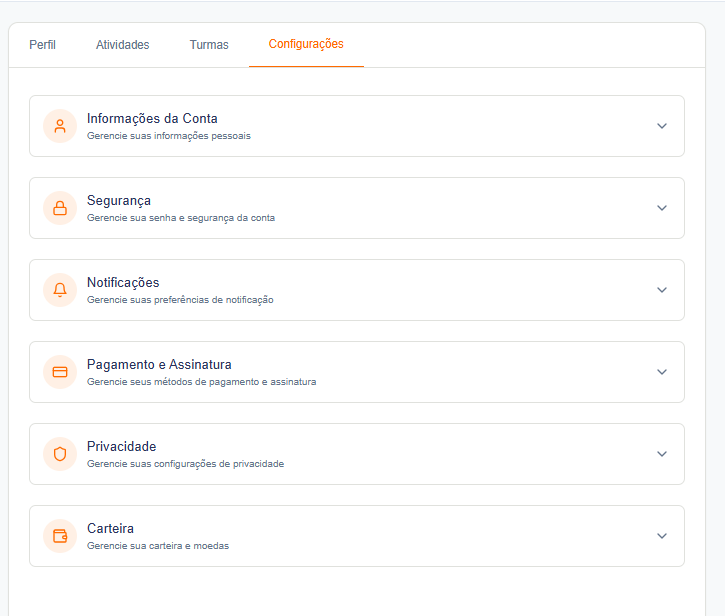 Perfil Atividades Turmas Configurações
Informações da Conta
Gerencie suas informações pessoais
Segurança
Gerencie sua senha e segurança da conta
Notificações
Gerencie suas preferências de notificação
Pagamento e Assinatura
Gerencie seus métodos de pagamento e assinatura
Privacidade
Gerencie suas configurações de privacidade
Carteira
Gerencie sua carteira e moedas